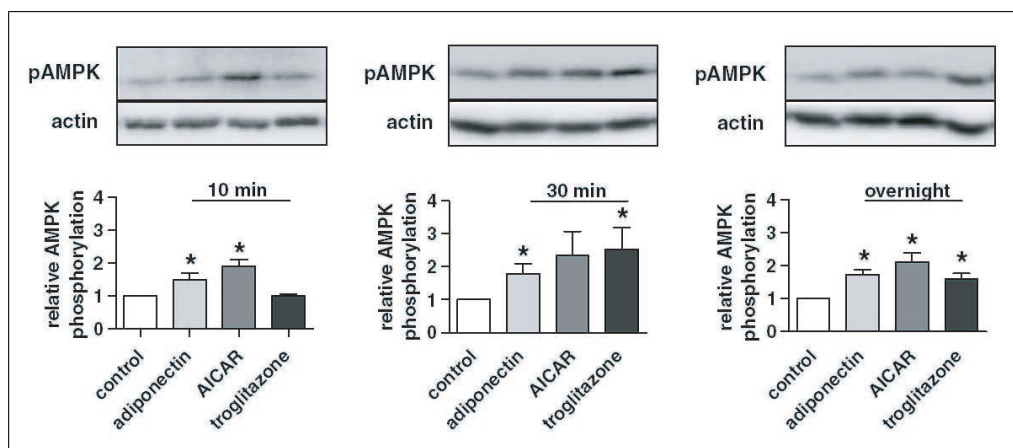 pAMPK
actin
pAMPK
actin
pAMPK
actin
relative AMPK
phosphorylation
4
3
2
1
0
10 min
*
*
control
adiponectin
AICAR
troglitazone
relative AMPK
phosphorylation
4
3
2
1
0
30 min
*
*
control
adiponectin
AICAR
troglitazone
relative AMPK
phosphorylation
4
3
2
1
0
overnight
*
*
*
control
adiponectin
AICAR
troglitazone